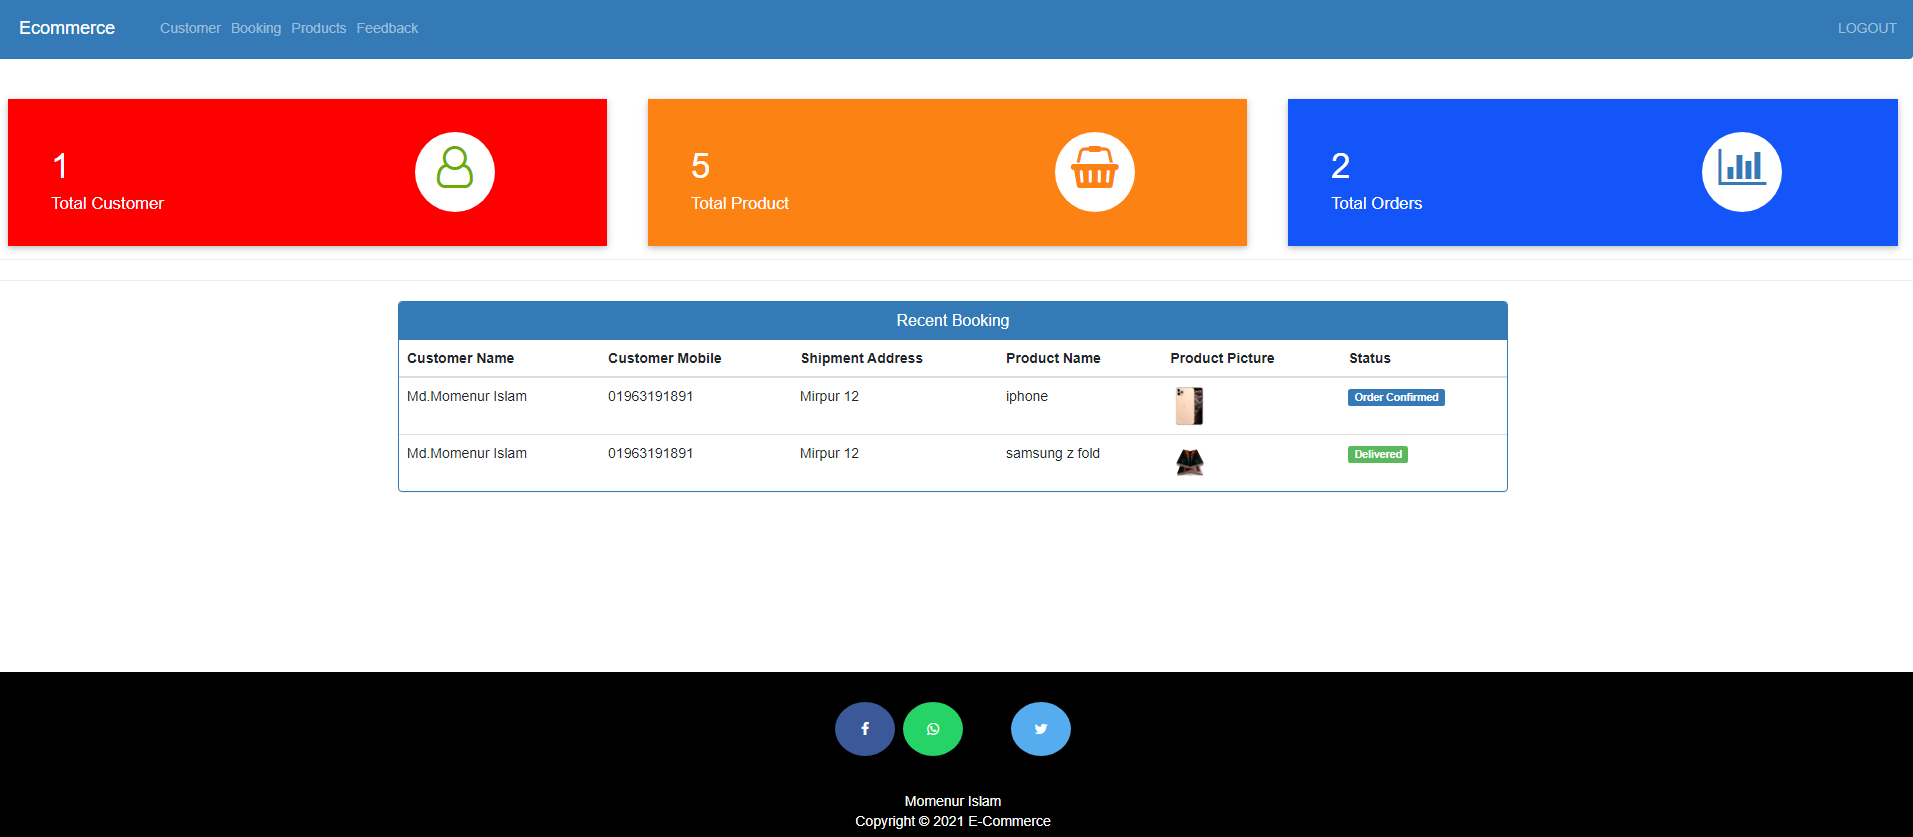 Ecommerce Customer Booking Products Feedback LOGOUT
1
Total Customer
5
Total Product
2
Total Orders
Recent Booking
Customer Name Customer Mobile Shipment Address Product Name Product Picture Status
Md.Momenur Islam 01963191891 Mirpur 12 iphone Order Confirmed
Md.Momenur Islam 01963191891 Mirpur 12 samsung z fold Delivered
Momenur Islam
Copyright © 2021 E-Commerce